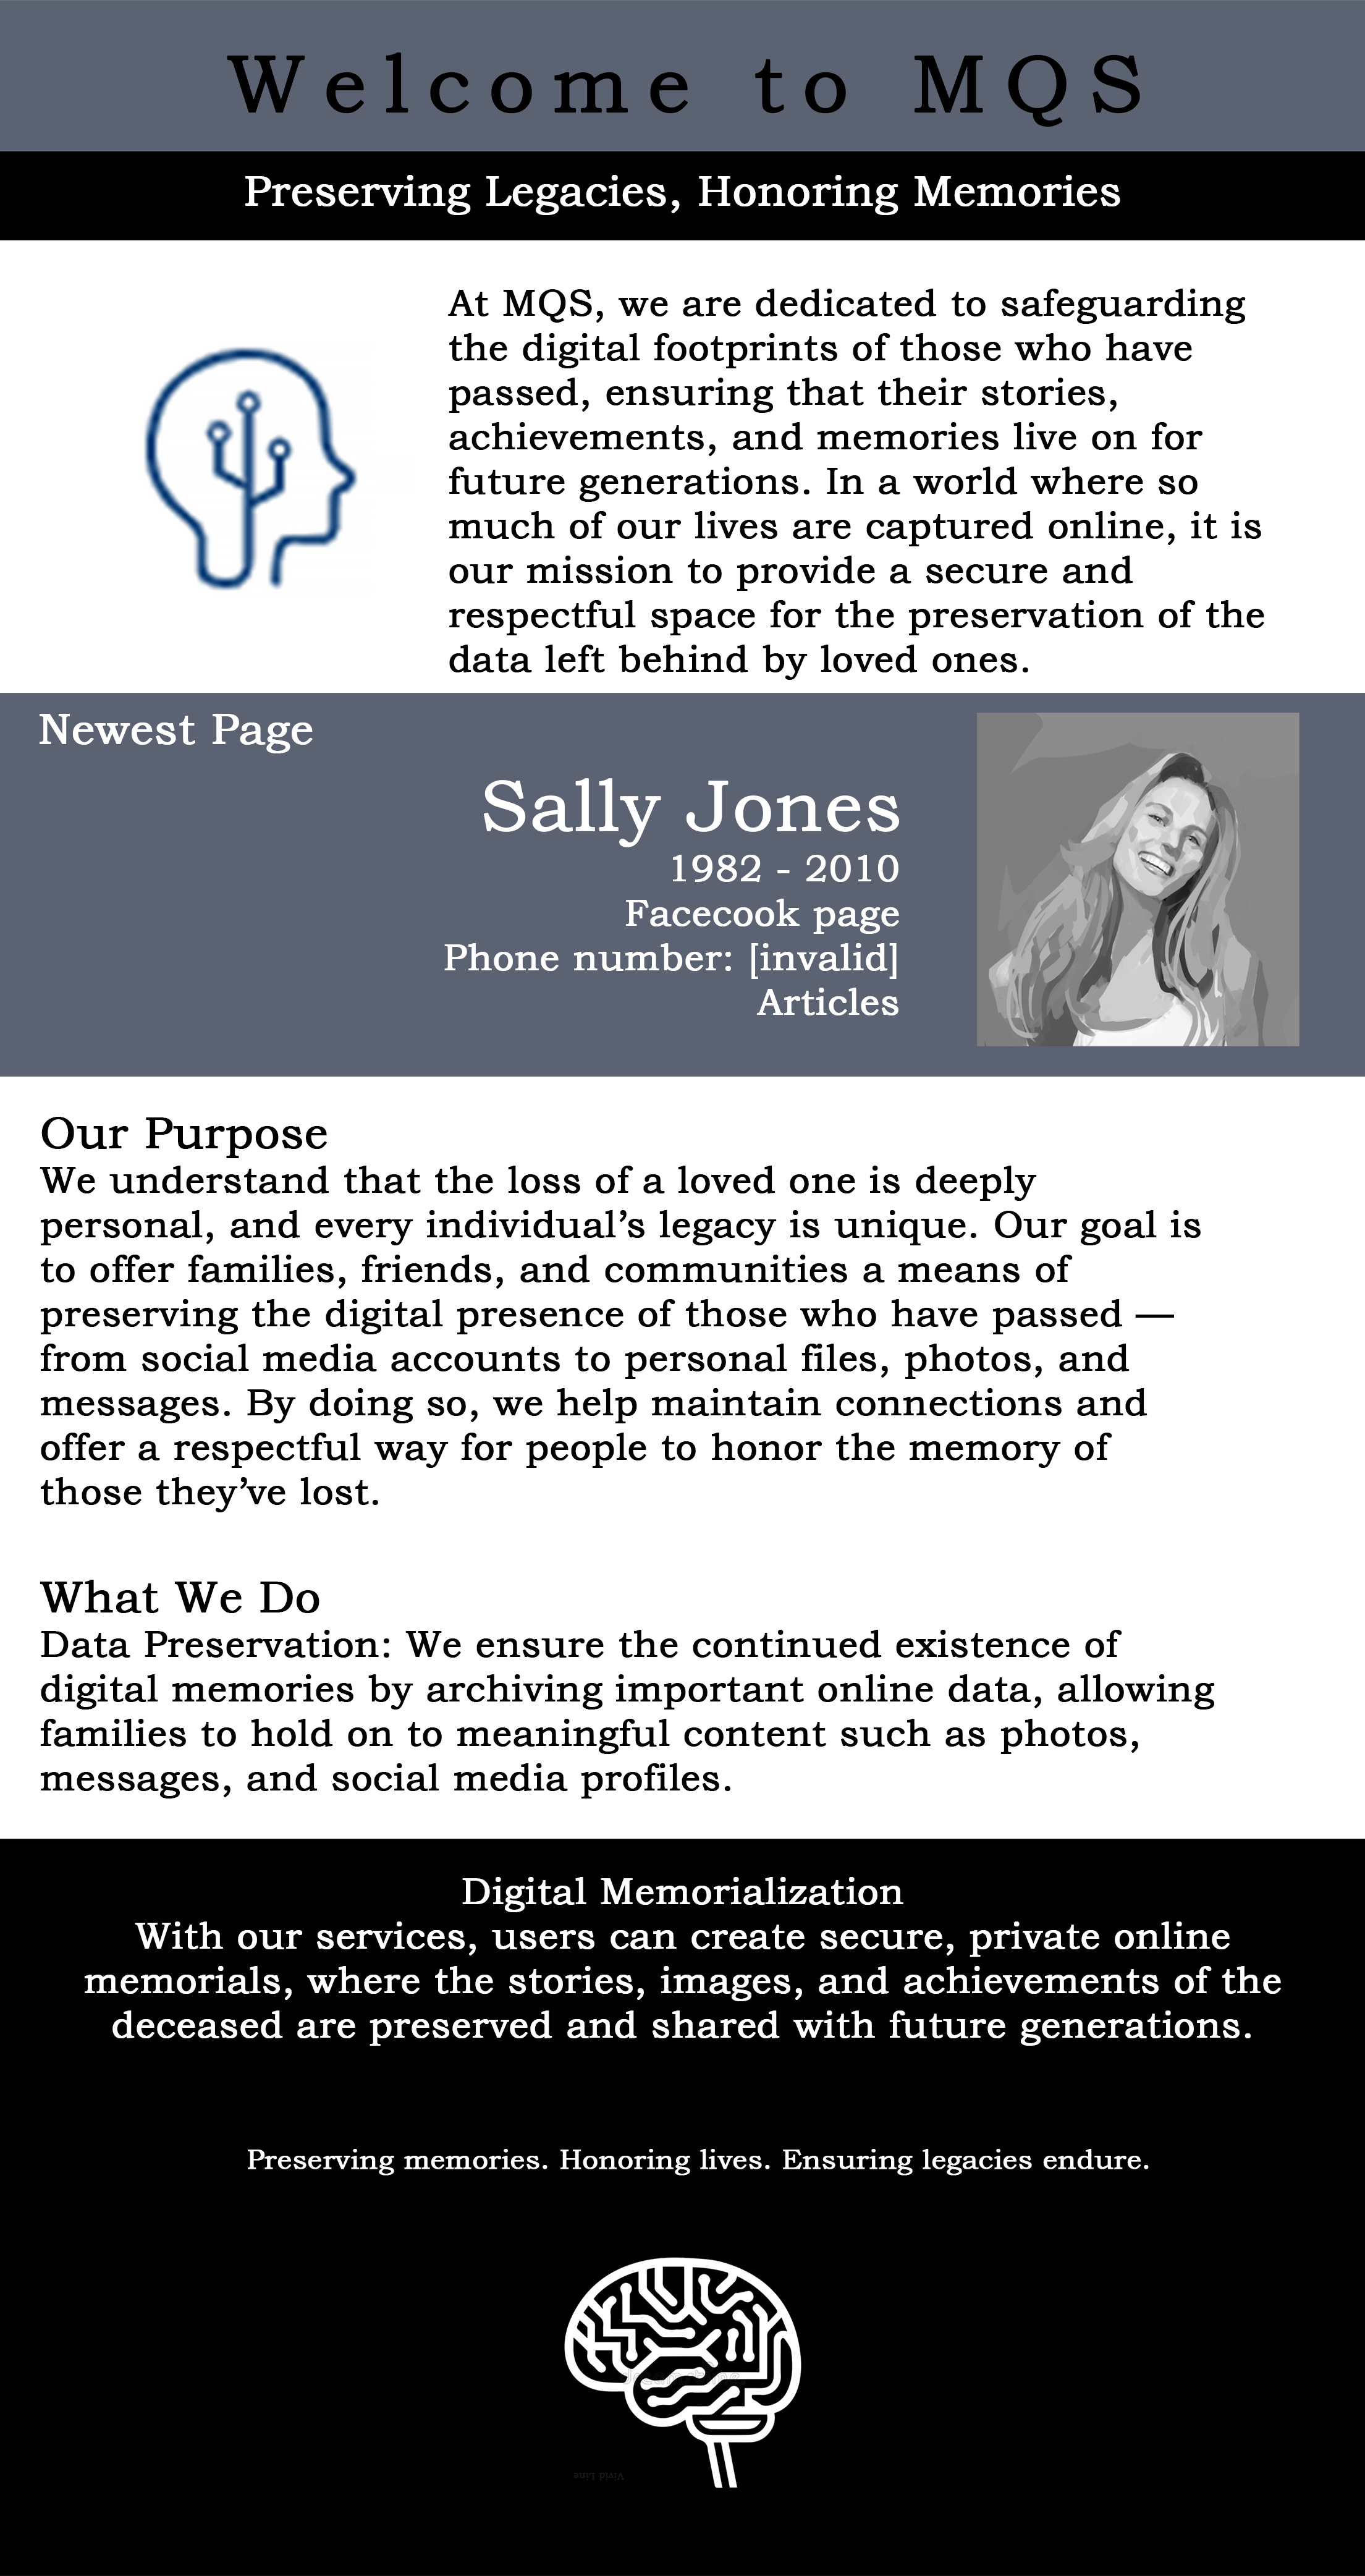 Welcome to MQS
Preserving Legacies, Honoring Memories
At MQS, we are dedicated to safeguarding
the digital footprints of those who have
passed, ensuring that their stories,
achievements, and memories live on for
future generations. In a world where so
much of our lives are captured online, it is
our mission to provide a secure and
respectful space for the preservation of the
data left behind by loved ones.
Newest Page
Sally Jones
1982 - 2010
Facecook page
Phone number: [invalid]
Articles
Our Purpose
We understand that the loss of a loved one is deeply
personal, and every individual’s legacy is unique. Our goal is
to offer families, friends, and communities a means of
preserving the digital presence of those who have passed —
from social media accounts to personal files, photos, and
messages. By doing so, we help maintain connections and
offer a respectful way for people to honor the memory of
those they’ve lost.
What We Do
Data Preservation: We ensure the continued existence of
digital memories by archiving important online data, allowing
families to hold on to meaningful content such as photos,
messages, and social media profiles.
Digital Memorialization
With our services, users can create secure, private online
memorials, where the stories, images, and achievements of the
deceased are preserved and shared with future generations.
Preserving memories. Honoring lives. Ensuring legacies endure.
Vivid Line